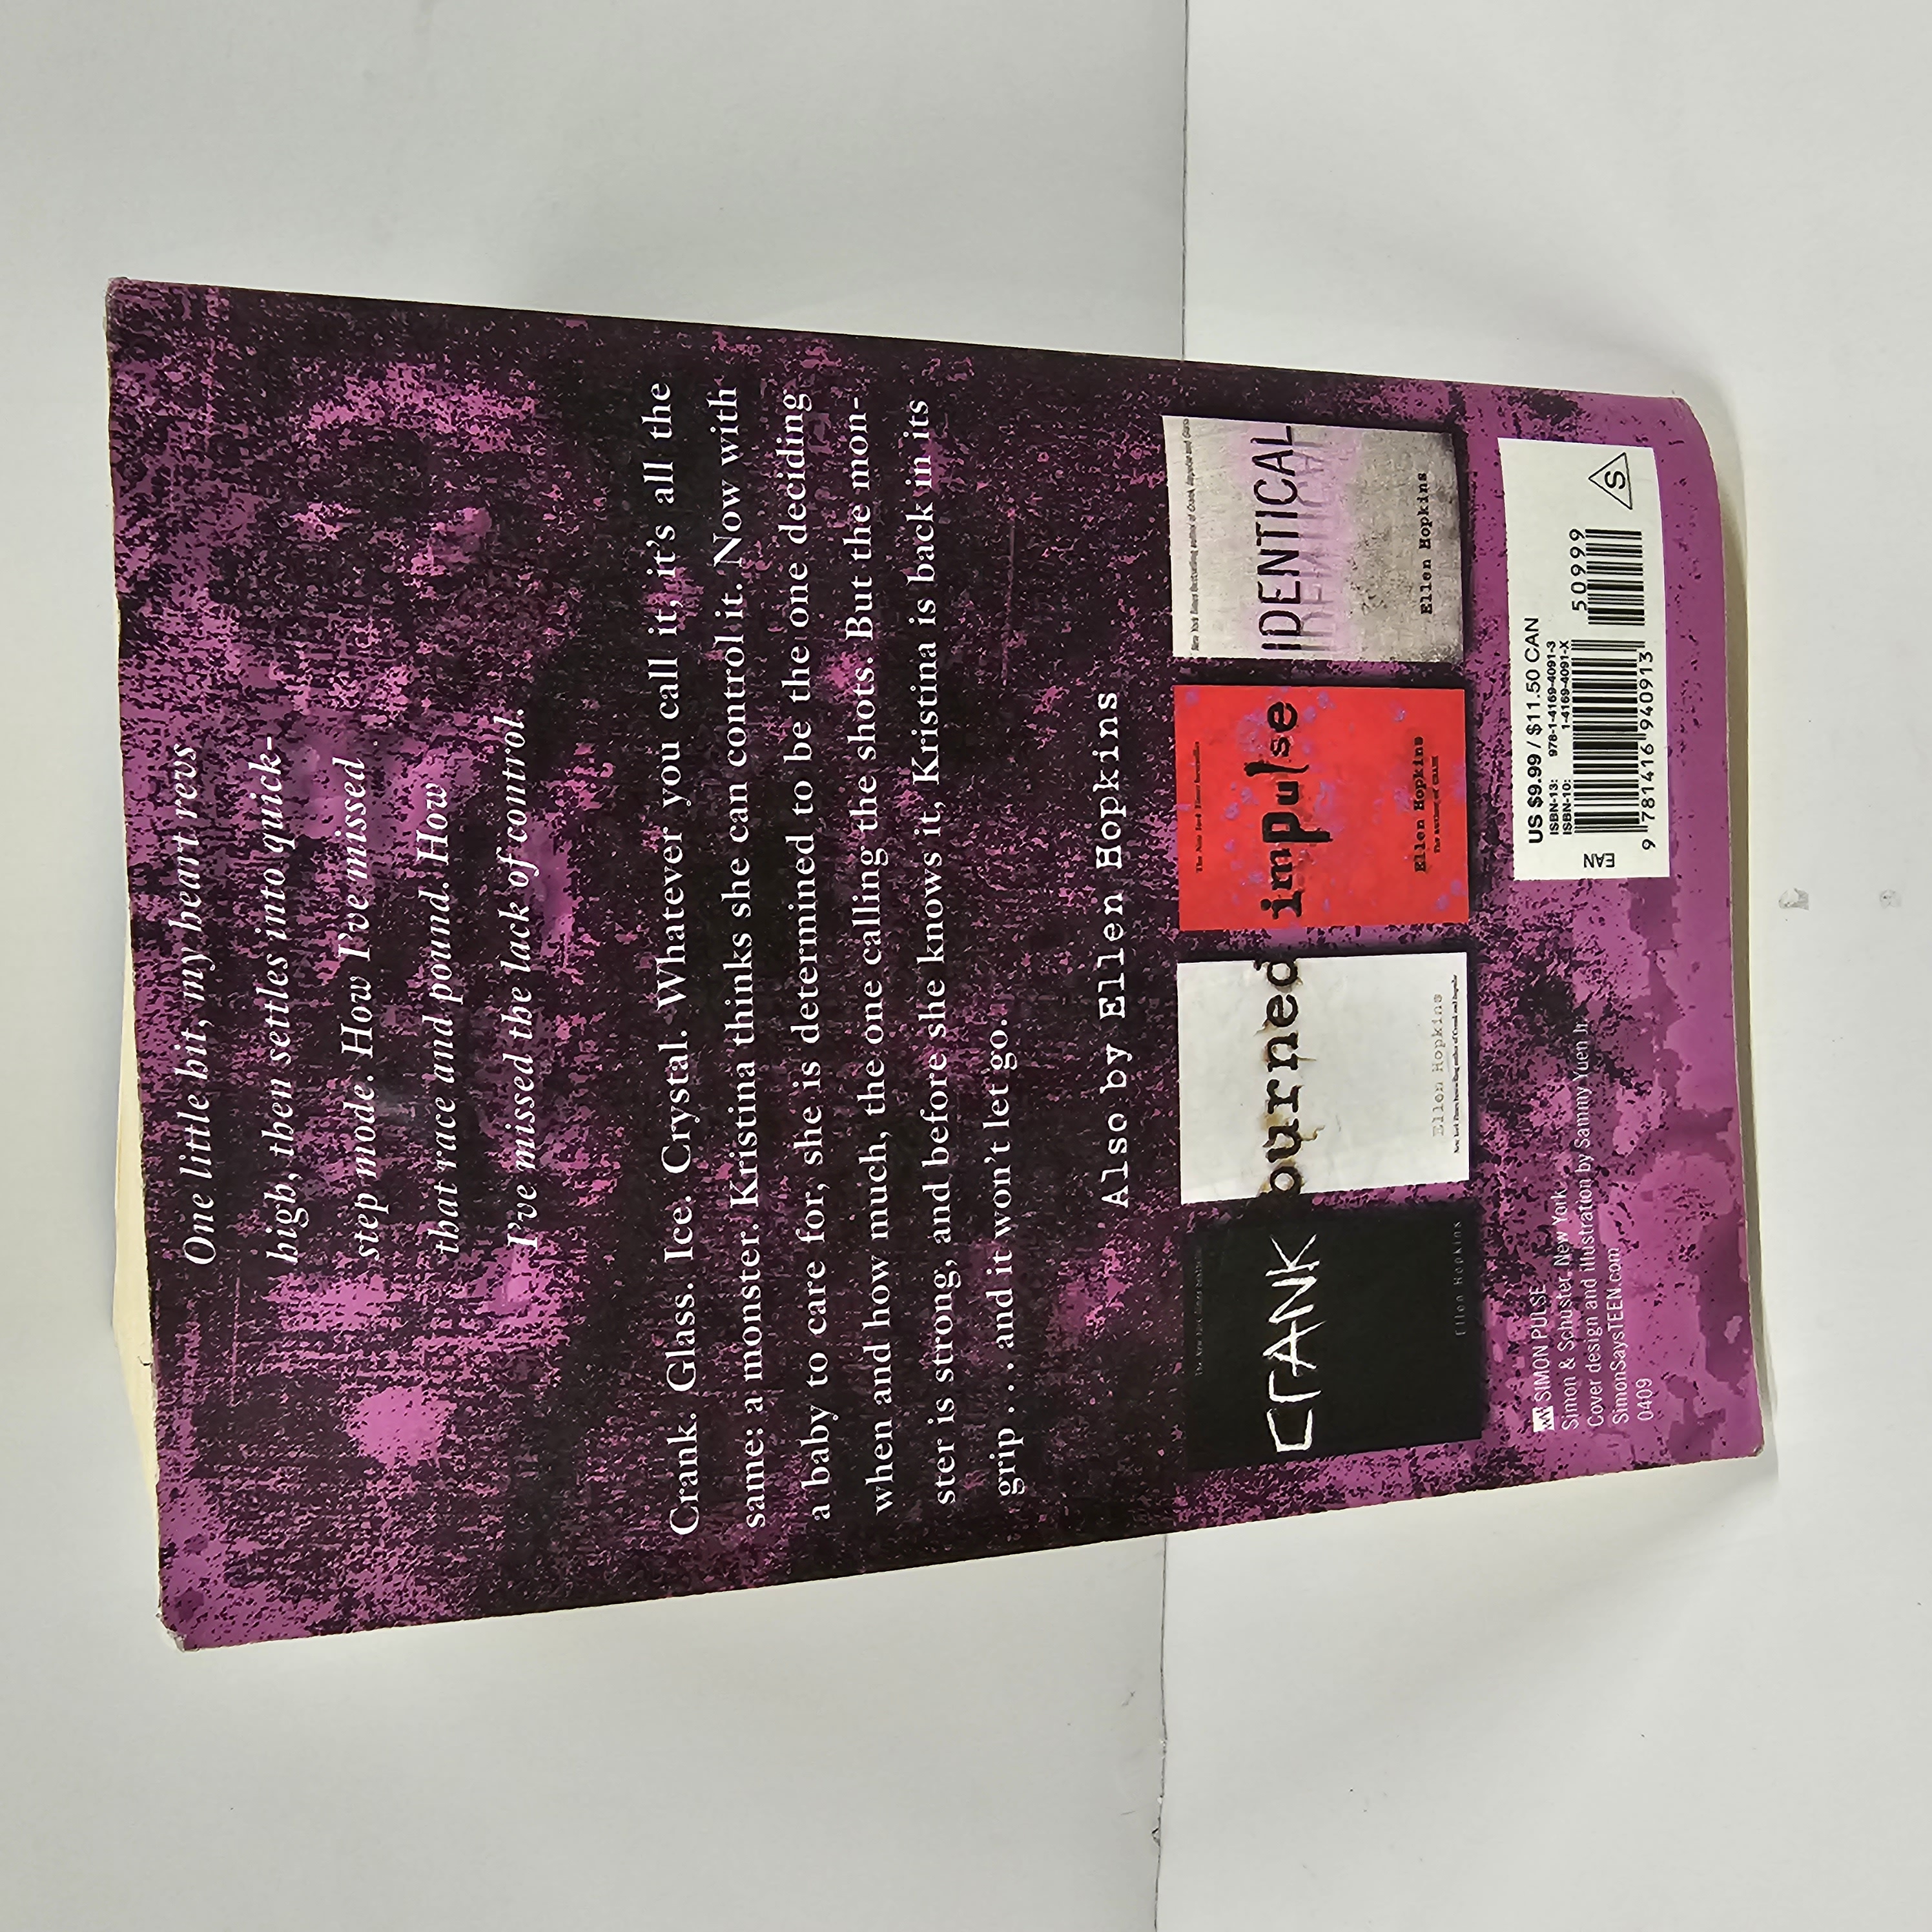 One little hit, my heart revs
high, then settles into quick-
step mode. How I've missed
that race and pound. How
I've missed the lack of control.
Crank. Glass. Ice. Crystal. Whatever you call it, it's all the
same: a monster. Kristina thinks she can control it. Now with
a baby to care for, she is determined to be the one deciding
when and how much, the one calling the shots. But the mon-
ster is strong, and before she knows it, Kristina is back in its
grip . . . and it won't let go.
Also by Ellen Hopkins
The New York Times bestseller
CRANK
Ellen Hopkins
burned
Ellen Hopkins
New York Times bestselling author of Crank and Impulse
The New York Times bestseller
impulse
Ellen Hopkins
The author of CRANK
New York Times Bestselling author of Crank, Impulse and Glass
IDENTICAL
Ellen Hopkins
SIMON PULSE
Simon & Schuster, New York
Cover design and illustration by Sammy Yuen Jr.
SimonSaysTEEN.com
0409
US $9.99 / $11.50 CAN
ISBN-13: 978-1-4169-4091-3
ISBN-10: 1-4169-4091-X
50999
EAN
9 781416 940913
S